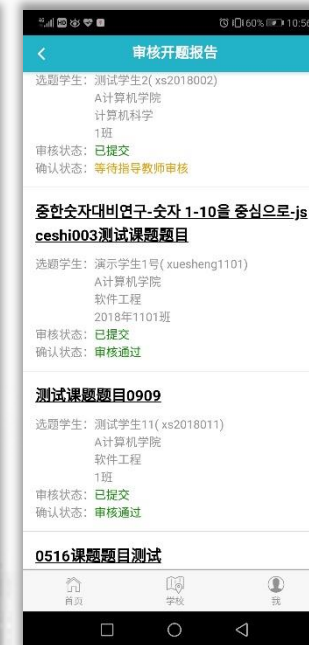 60% 10:56
审核开题报告
选题学生: 测试学生2( xs2018002)
A计算机学院
计算机科学
1班
审核状态: 已提交
确认状态: 等待指导教师审核
중한숫자대비연구-숫자 1-10을 중심으로-js
ceshi003测试课题题目
选题学生: 演示学生1号( xuesheng1101)
A计算机学院
软件工程
2018年1101班
审核状态: 已提交
确认状态: 审核通过
测试课题题目0909
选题学生: 测试学生11( xs2018011)
A计算机学院
软件工程
1班
审核状态: 已提交
确认状态: 审核通过
0516课题题目测试
首页 学校 我